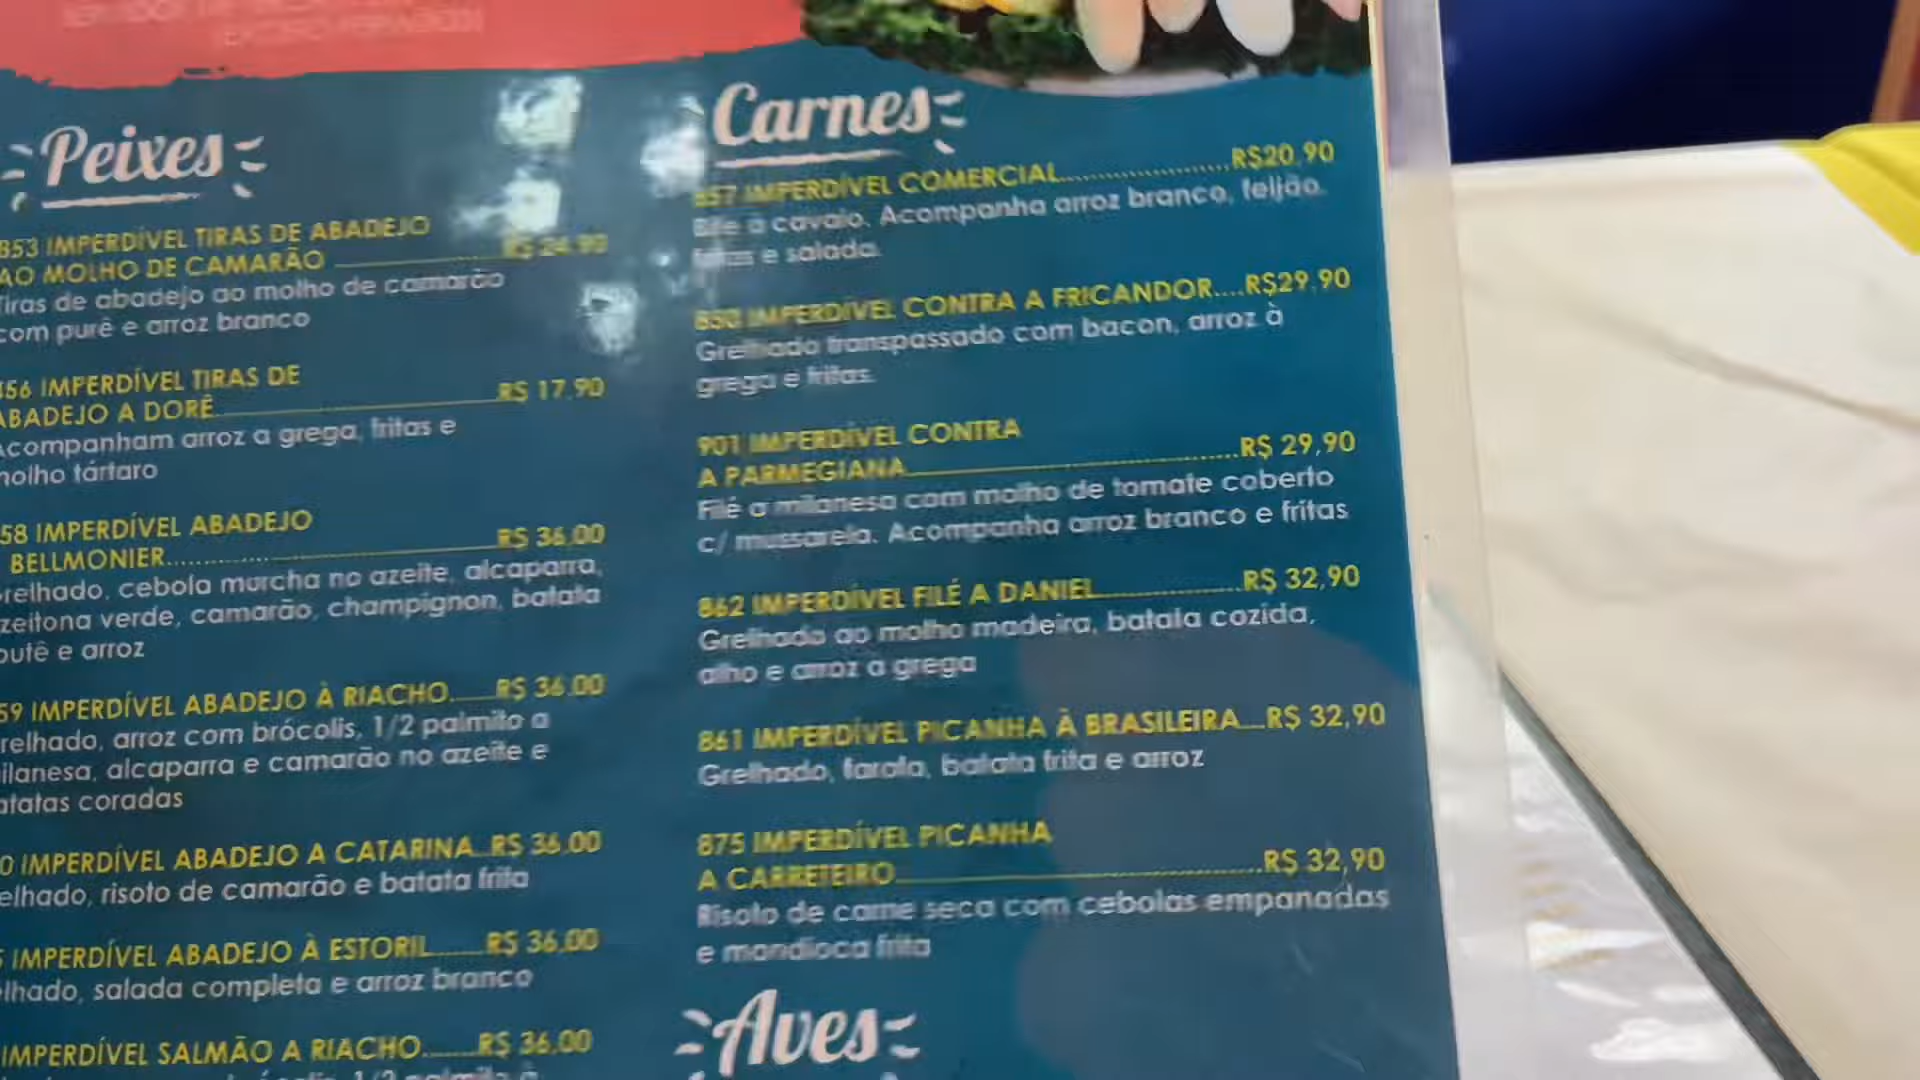 Peixes
853 IMPERDÍVEL TIRAS DE ABADEJO
AO MOLHO DE CAMARÃO R$ 24.90
Tiras de abadejo ao molho de camarão
com purê e arroz branco
56 IMPERDÍVEL TIRAS DE
ABADEJO A DORÊ R$ 17.90
Acompanham arroz a grega, fritas e
molho tártaro
58 IMPERDÍVEL ABADEJO
BELLMONIER R$ 36.00
relhado, cebola murcha no azeite, alcaparra,
zeitona verde, camarão, champignon, batata
outê e arroz
59 IMPERDÍVEL ABADEJO À RIACHO R$ 36.00
relhado, arroz com brócolis, 1/2 palmito a
ilanesa, alcaparra e camarão no azeite e
atatas coradas
0 IMPERDÍVEL ABADEJO A CATARINA R$ 36.00
elhado, risoto de camarão e batata frita
IMPERDÍVEL ABADEJO À ESTORIL R$ 36.00
lhado, salada completa e arroz branco
IMPERDÍVEL SALMÃO A RIACHO R$ 36.00
Carnes
857 IMPERDÍVEL COMERCIAL R$20,90
Bife à cavalo. Acompanha arroz branco, feijão,
fritas e salada.
850 IMPERDÍVEL CONTRA A FRICANDOR R$29,90
Grelhado transpassado com bacon, arroz à
grega e fritas.
901 IMPERDÍVEL CONTRA
A PARMEGIANA R$ 29,90
Filé a milanesa com molho de tomate coberto
c/ mussarela. Acompanha arroz branco e fritas
862 IMPERDÍVEL FILÉ A DANIEL R$ 32,90
Grelhado ao molho madeira, batata cozida,
alho e arroz a grega
861 IMPERDÍVEL PICANHA À BRASILEIRA R$ 32,90
Grelhado, farofa, batata frita e arroz
875 IMPERDÍVEL PICANHA
A CARRETEIRO R$ 32,90
Risoto de carne seca com cebolas empanadas
e mandioca frita
Aves